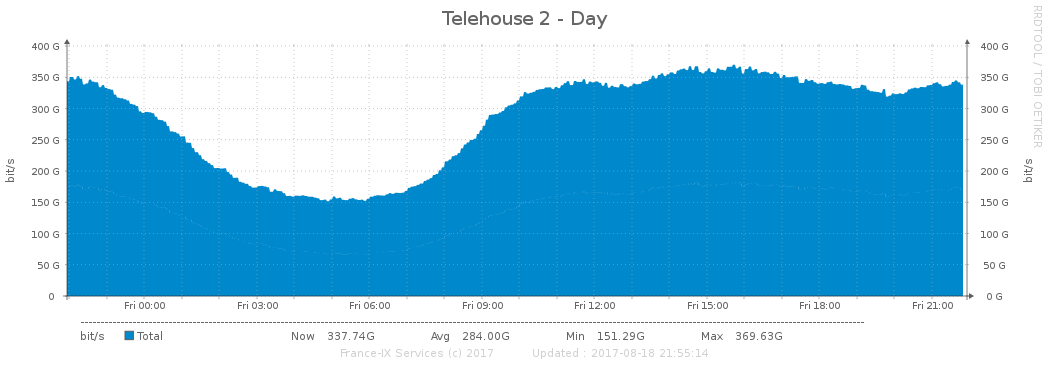 Telehouse 2 - Day
RRDTOOL / TOBI OETIKER
400 G 400 G
350 G 350 G
300 G 300 G
250 G 250 G
200 G 200 G
150 G 150 G
100 G 100 G
50 G 50 G
0 0 G
bit/s bit/s
Fri 00:00 Fri 03:00 Fri 06:00 Fri 09:00 Fri 12:00 Fri 15:00 Fri 18:00 Fri 21:00
bit/s Total Now 337.74G Avg 284.00G Min 151.29G Max 369.63G
France-IX Services (c) 2017 Updated : 2017-08-18 21:55:14